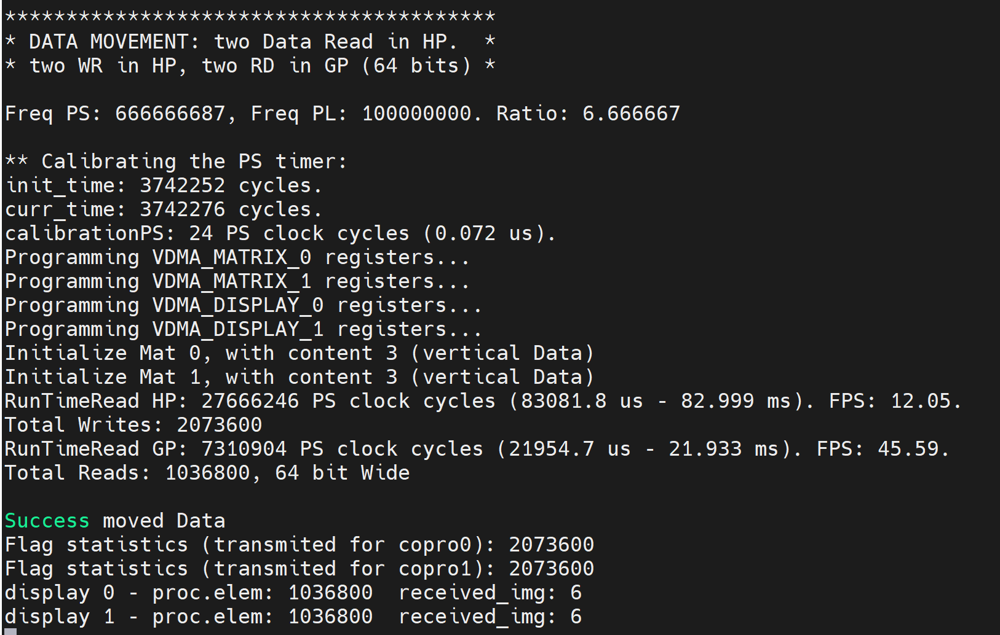 ****************************************
* DATA MOVEMENT: two Data Read in HP.  *
* two WR in HP, two RD in GP (64 bits) *
Freq PS: 666666687, Freq PL: 100000000. Ratio: 6.666667
** Calibrating the PS timer:
init_time: 3742252 cycles.
curr_time: 3742276 cycles.
calibrationPS: 24 PS clock cycles (0.072 us).
Programming VDMA_MATRIX_0 registers...
Programming VDMA_MATRIX_1 registers...
Programming VDMA_DISPLAY_0 registers...
Programming VDMA_DISPLAY_1 registers...
Initialize Mat 0, with content 3 (vertical Data)
Initialize Mat 1, with content 3 (vertical Data)
RunTimeRead HP: 27666246 PS clock cycles (83081.8 us - 82.999 ms). FPS: 12.05.
Total Writes: 2073600
RunTimeRead GP: 7310904 PS clock cycles (21954.7 us - 21.933 ms). FPS: 45.59.
Total Reads: 1036800, 64 bit Wide
Success moved Data
Flag statistics (transmited for copro0): 2073600
Flag statistics (transmited for copro1): 2073600
display 0 - proc.elem: 1036800  received_img: 6
display 1 - proc.elem: 1036800  received_img: 6